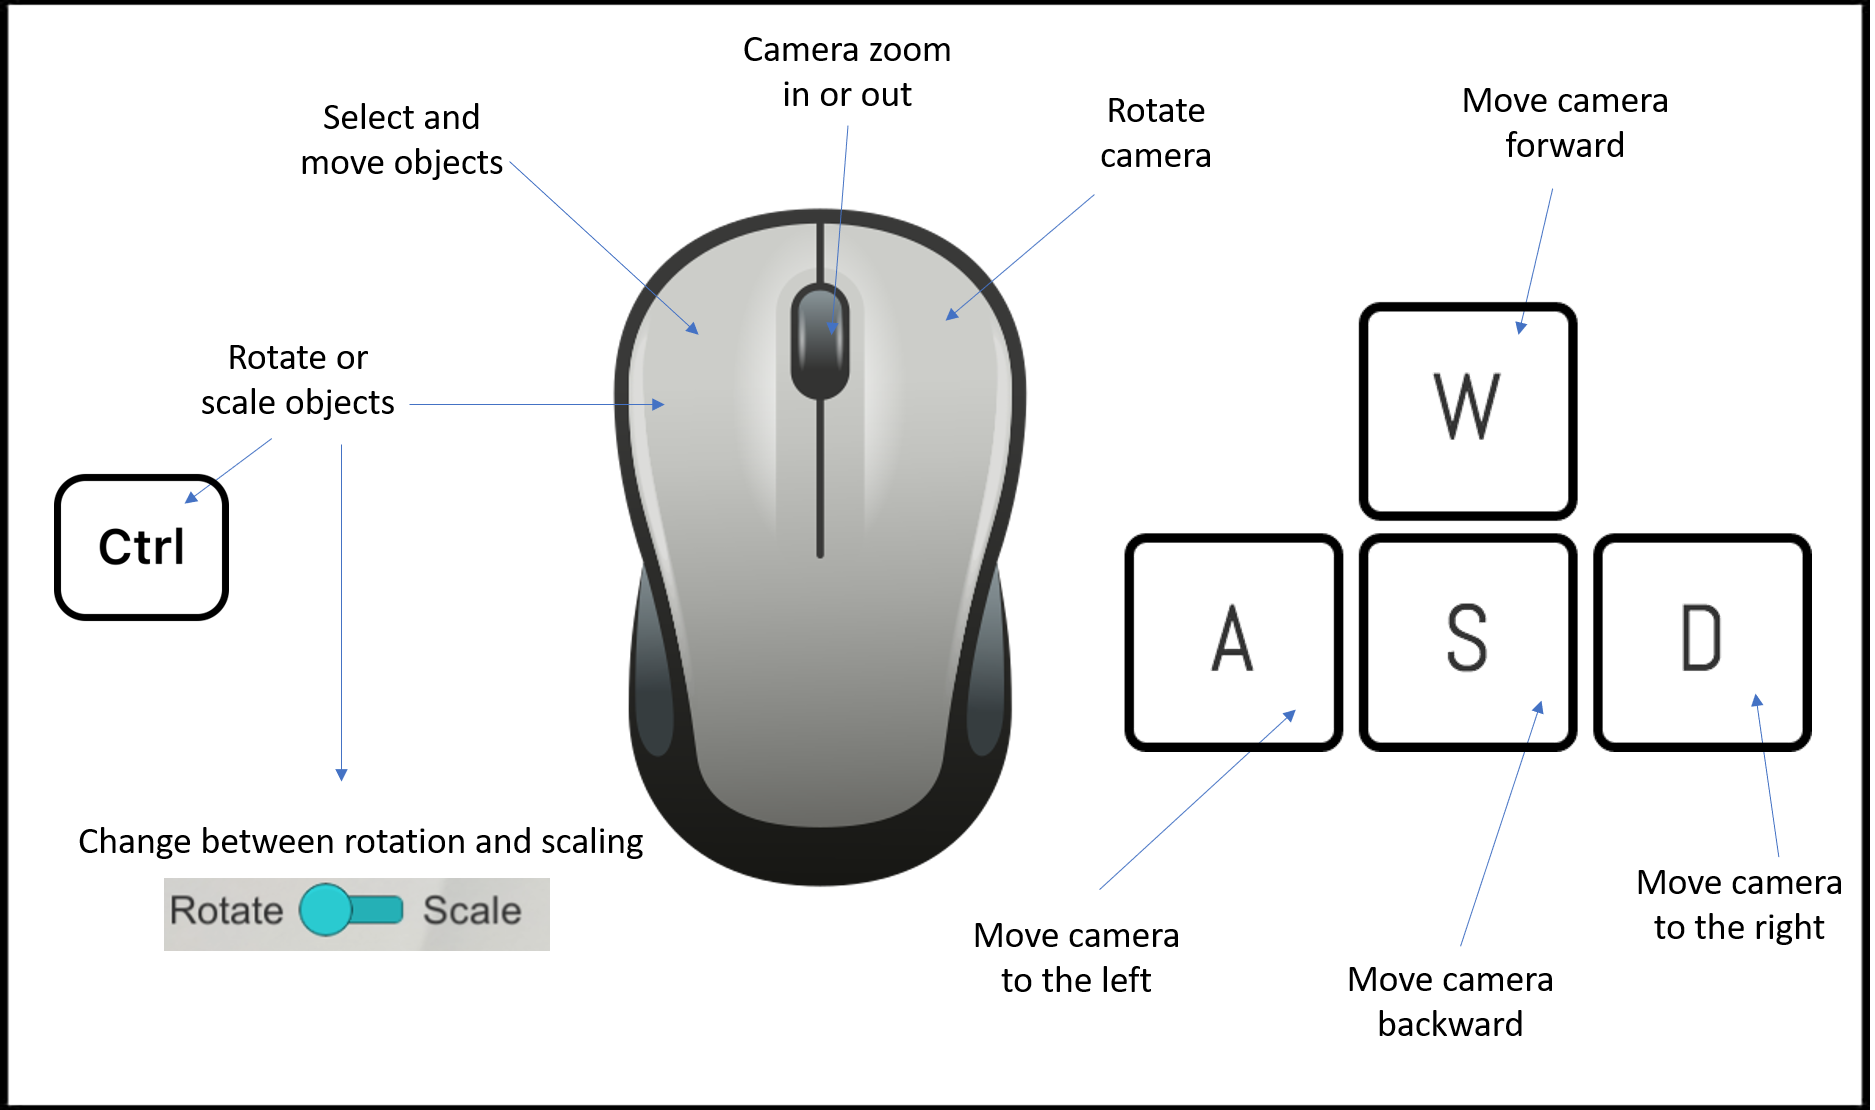 Camera zoom
in or out
Select and
move objects
Rotate
camera
Move camera
forward
Rotate or
scale objects
W
Ctrl
A
S
D
Change between rotation and scaling
Rotate
Scale
Move camera
to the left
Move camera
backward
Move camera
to the right